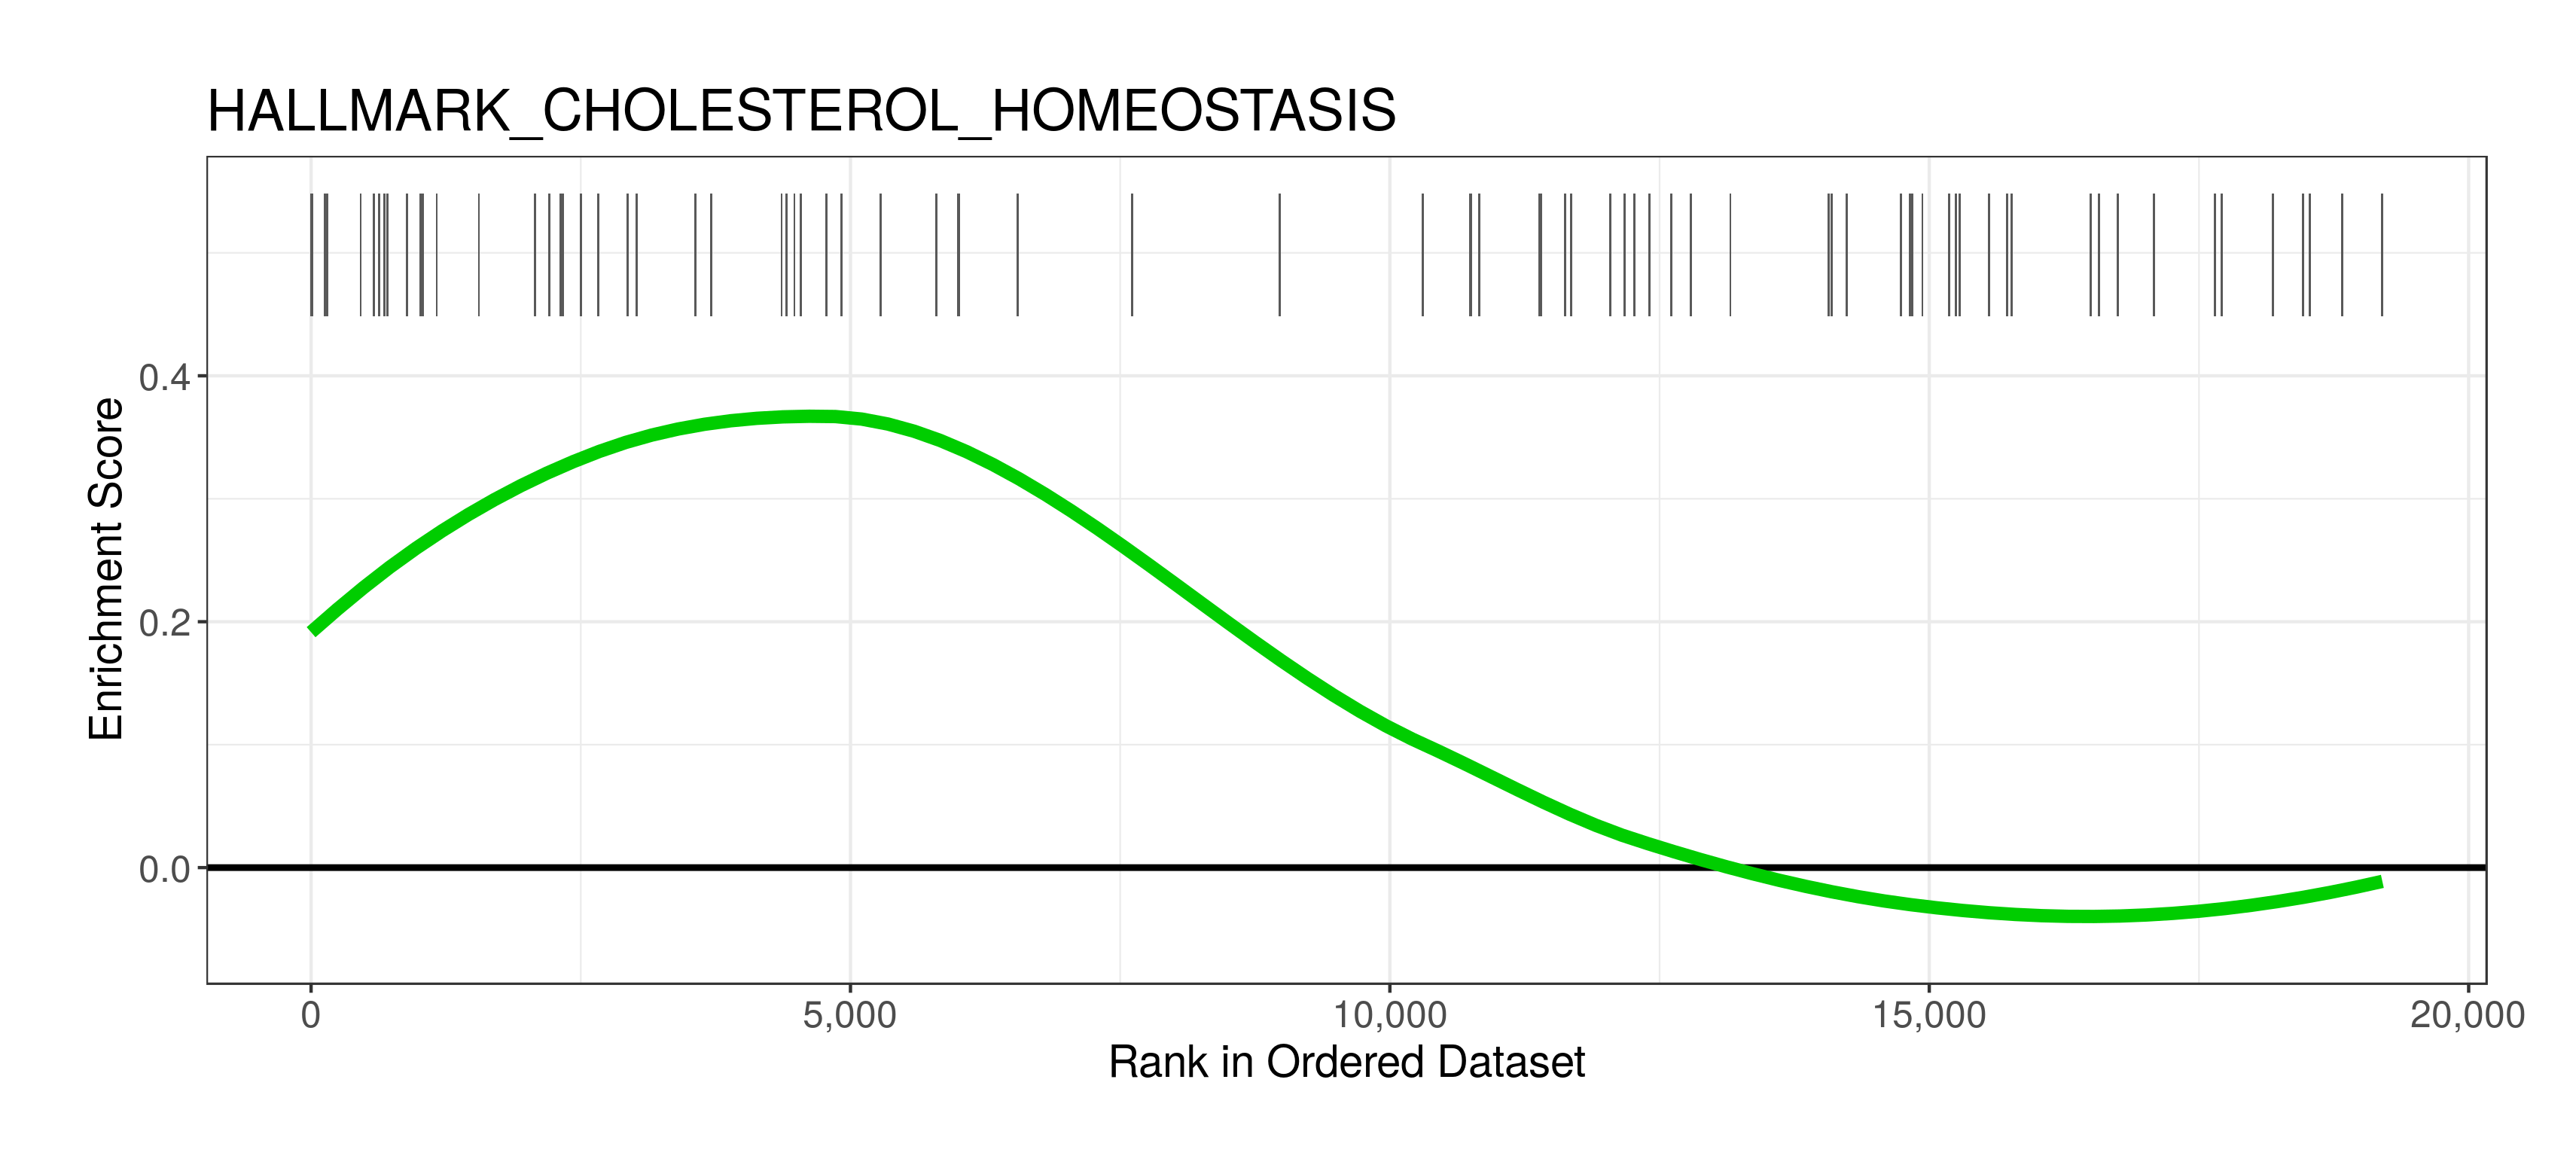 HALLMARK_CHOLESTEROL_HOMEOSTASIS
0.4
0.2
0.0
Enrichment Score
0 5,000 10,000 15,000 20,000
Rank in Ordered Dataset